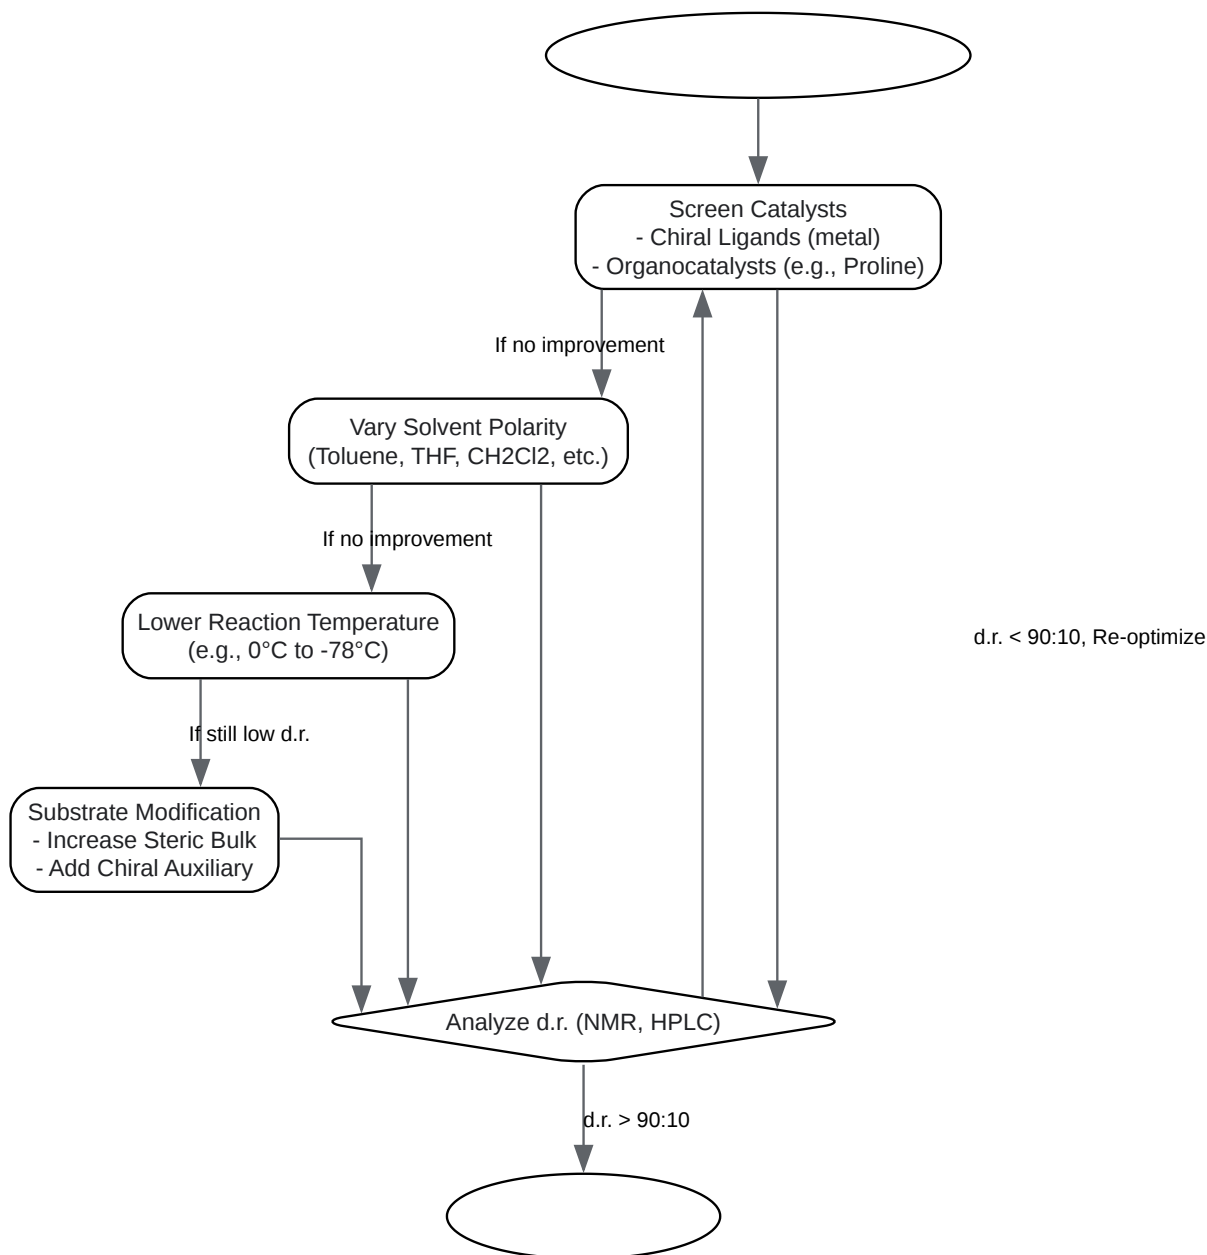 Screen Catalysts
- Chiral Ligands (metal)
- Organocatalysts (e.g., Proline)
If no improvement
Vary Solvent Polarity
(Toluene, THF, CH2Cl2, etc.)
If no improvement
Lower Reaction Temperature
(e.g., 0°C to -78°C)
d.r. < 90:10, Re-optimize
If still low d.r.
Substrate Modification
- Increase Steric Bulk
- Add Chiral Auxiliary
Analyze d.r. (NMR, HPLC)
d.r. > 90:10